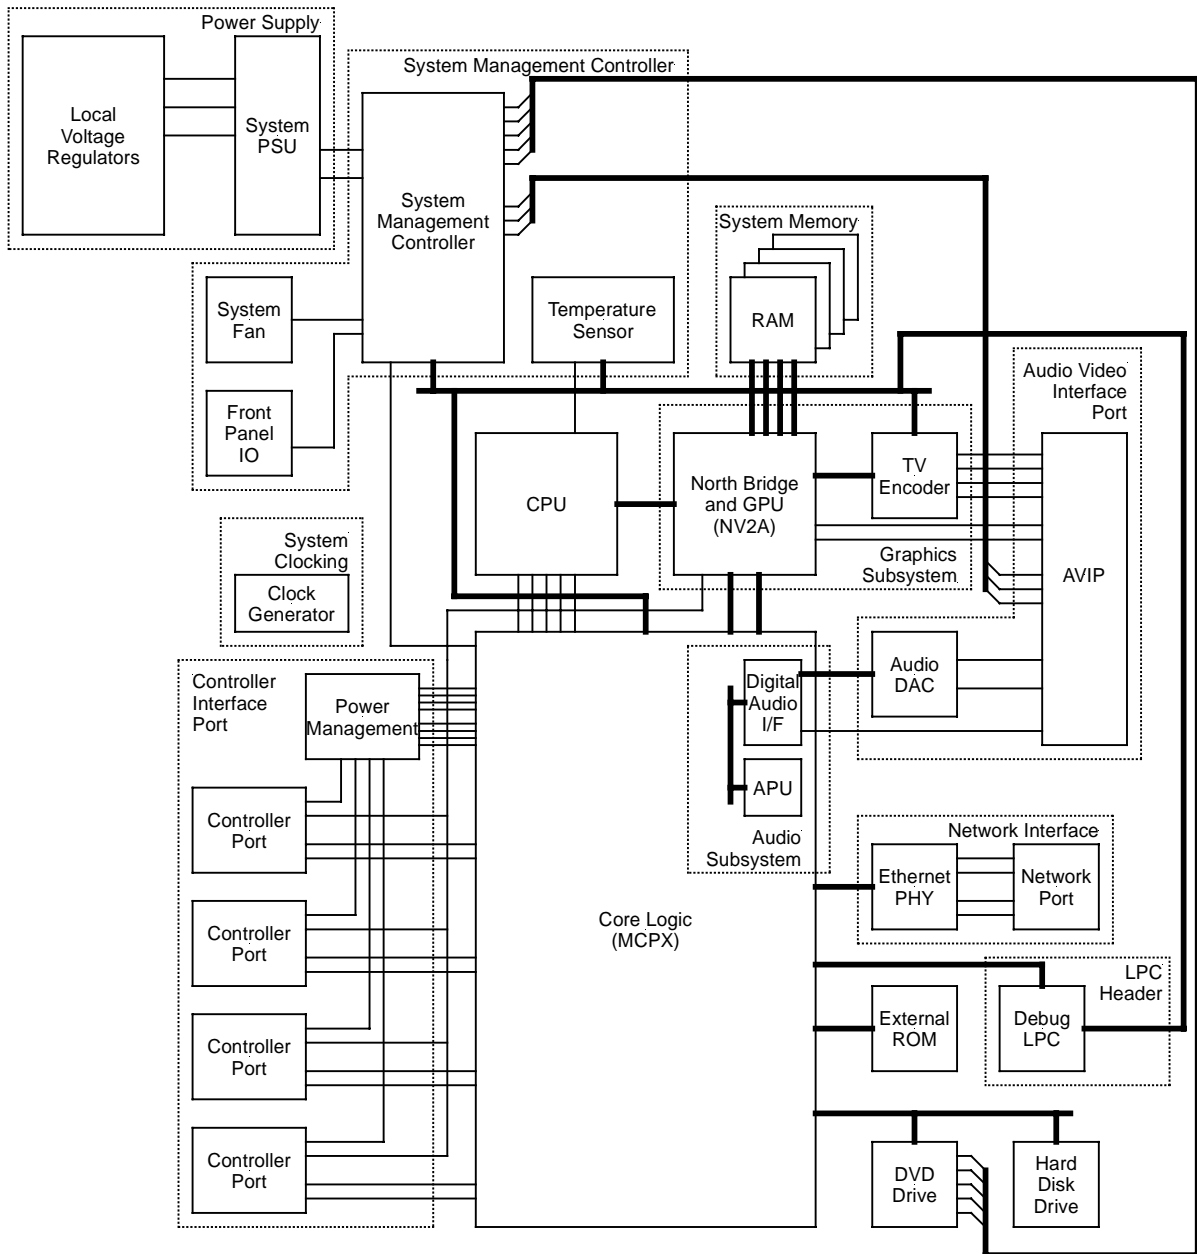 Power Supply
Local
Voltage
Regulators
System
PSU
System Management Controller
System
Management
Controller
System
Fan
Front
Panel
IO
Temperature
Sensor
System Memory
RAM
Audio Video
Interface
Port
CPU
North Bridge
and GPU
(NV2A)
TV
Encoder
Graphics
Subsystem
AVIP
System
Clocking
Clock
Generator
Controller
Interface
Port
Power
Management
Digital
Audio
I/F
Audio
DAC
APU
Audio
Subsystem
Controller
Port
Controller
Port
Controller
Port
Controller
Port
Core Logic
(MCPX)
Network Interface
Ethernet
PHY
Network
Port
LPC
Header
External
ROM
Debug
LPC
DVD
Drive
Hard
Disk
Drive